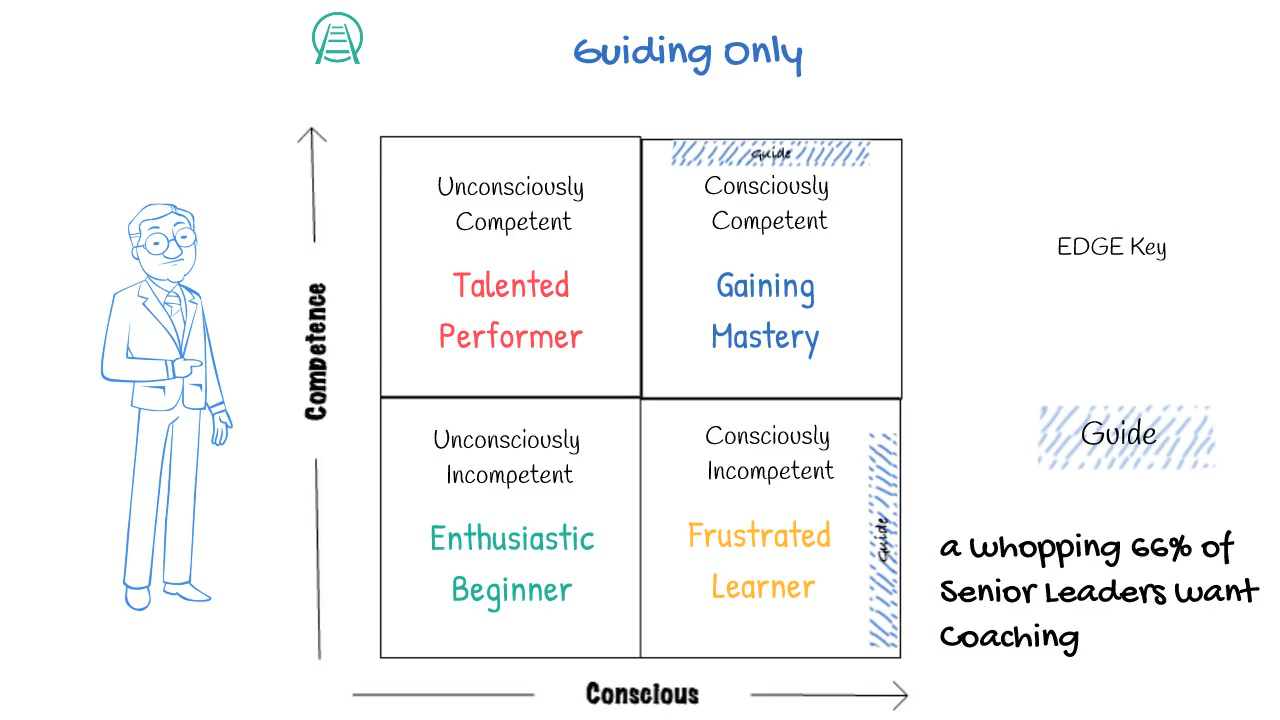 Guiding Only
Guide
Unconsciously
Competent
Talented
Performer
Consciously
Competent
Gaining
Mastery
EDGE Key
Competence
Unconsciously
Incompetent
Enthusiastic
Beginner
Consciously
Incompetent
Frustrated
Learner
Guide
Guide
a whopping 66% of
Senior Leaders want
Coaching
Conscious